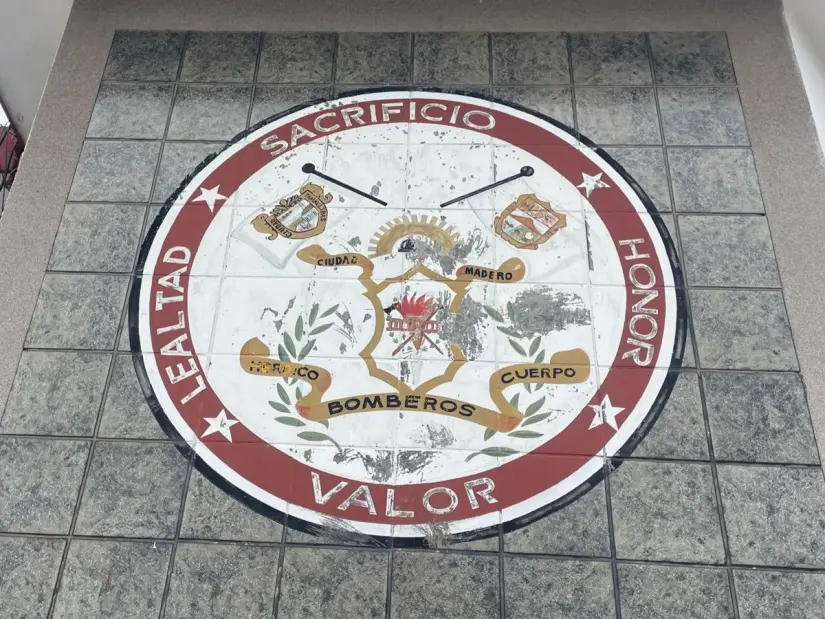 SACRIFICIO
LEALTAD
HONOR
CIUDAD
MADERO
CUERPO
BOMBEROS
VALOR